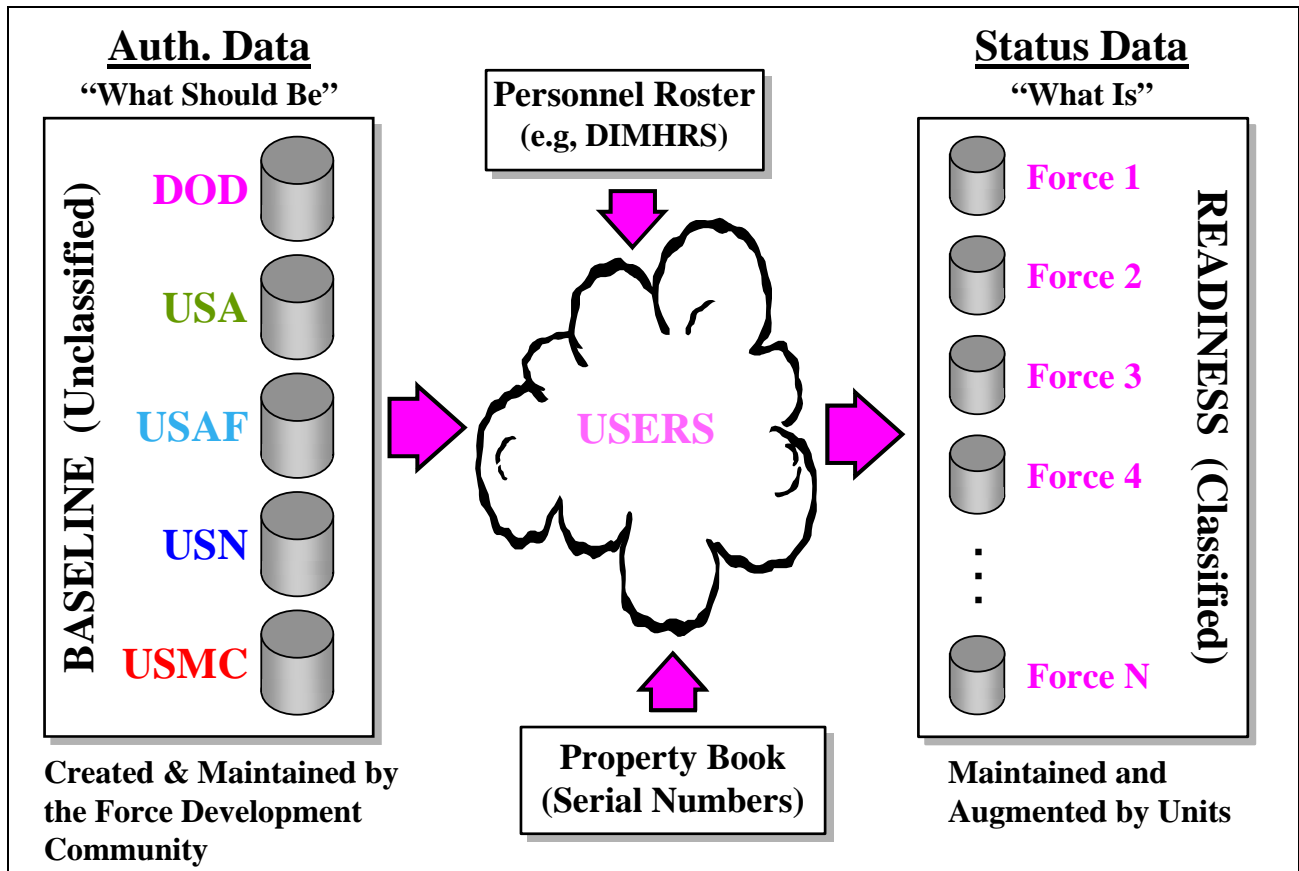 Auth. Data
“What Should Be”
BASELINE (Unclassified)
DOD
USA
USAF
USN
USMC
Created & Maintained by
the Force Development
Community
Personnel Roster
(e.g, DIMHRS)
USERS
Property Book
(Serial Numbers)
Status Data
“What Is”
Force 1
Force 2
Force 3
Force 4
...
Force N
READINESS (Classified)
Maintained and
Augmented by Units